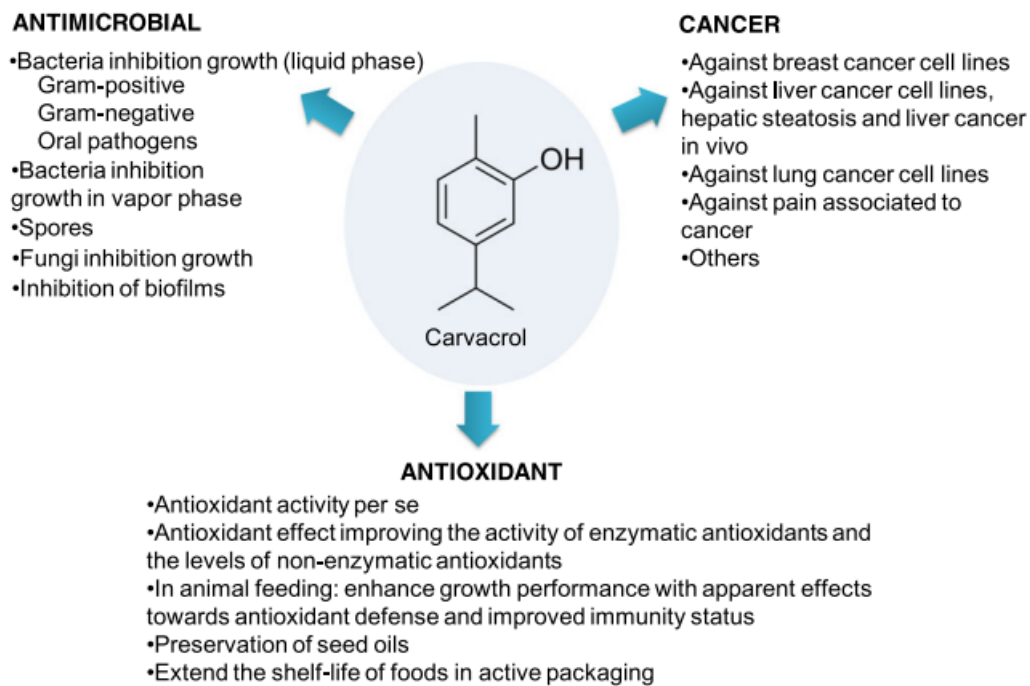 ANTIMICROBIAL
•Bacteria inhibition growth (liquid phase)
Gram-positive
Gram-negative
Oral pathogens
•Bacteria inhibition
growth in vapor phase
•Spores
•Fungi inhibition growth
•Inhibition of biofilms
CANCER
•Against breast cancer cell lines
•Against liver cancer cell lines,
hepatic steatosis and liver cancer
in vivo
•Against lung cancer cell lines
•Against pain associated to
cancer
•Others
OH
Carvacrol
ANTIOXIDANT
•Antioxidant activity per se
•Antioxidant effect improving the activity of enzymatic antioxidants and
the levels of non-enzymatic antioxidants
•In animal feeding: enhance growth performance with apparent effects
towards antioxidant defense and improved immunity status
•Preservation of seed oils
•Extend the shelf-life of foods in active packaging